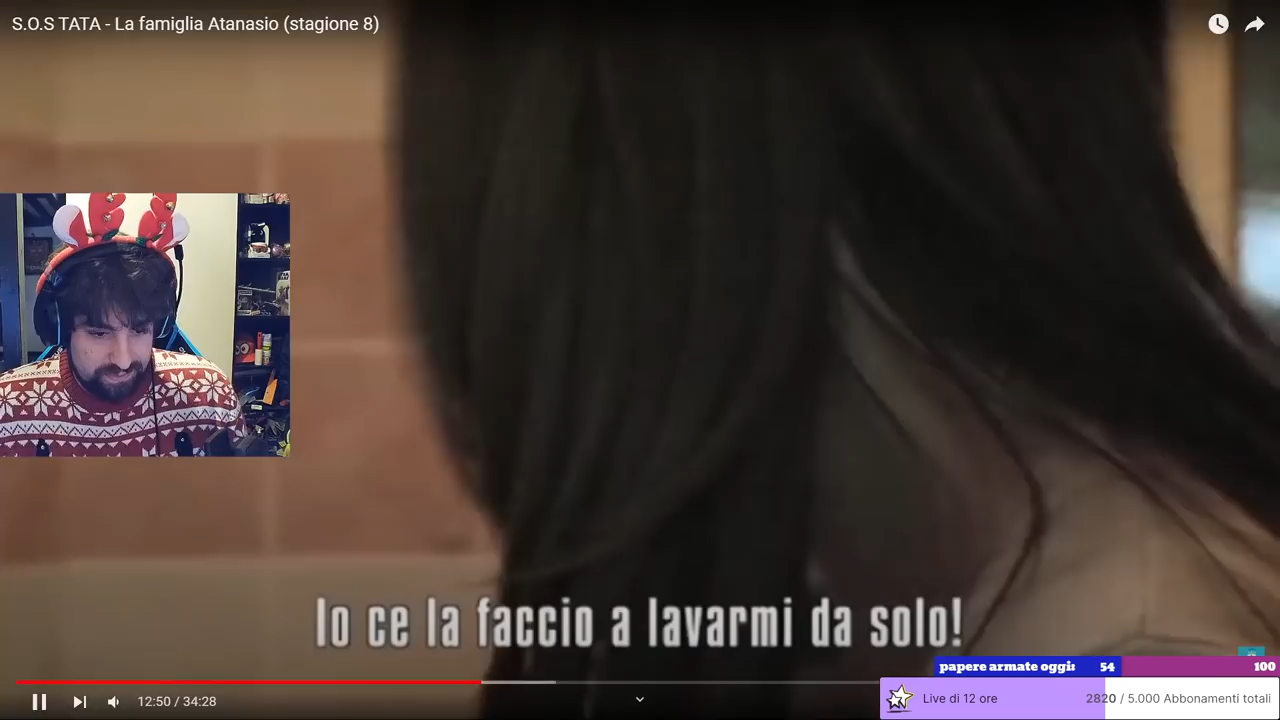 S.O.S TATA - La famiglia Atanasio (stagione 8)
Io ce la faccio a lavarmi da solo!
papere armate oggi: 54 100
12:50 / 34:28
Live di 12 ore 2820 / 5.000 Abbonamenti totali